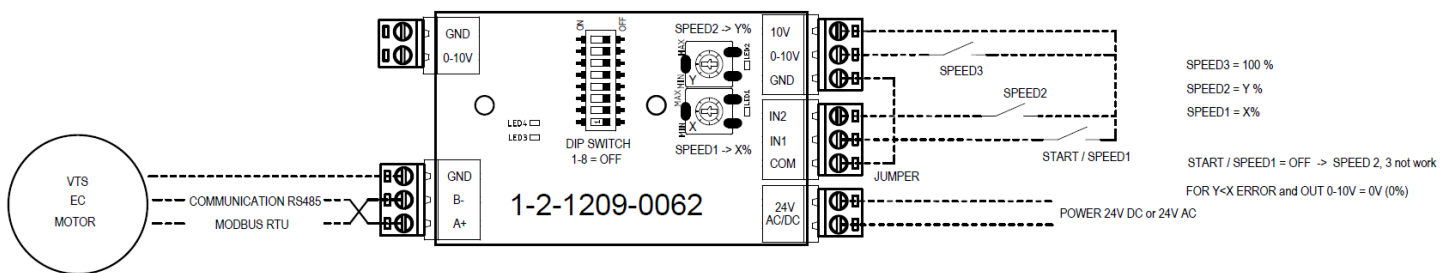 GND
0-10V
ON
OFF
SPEED2 -> Y%
MAX
MIN
Y
LED2
MAX
MIN
X
LED1
SPEED1 -> X%
LED4
LED3
1
DIP SWITCH
1-8 = OFF
10V
0-10V
GND
IN2
IN1
COM
24V
AC/DC
GND
B-
A+
1-2-1209-0062
VTS
EC
MOTOR
COMMUNICATION RS485
MODBUS RTU
SPEED3
SPEED2
START / SPEED1
JUMPER
POWER 24V DC or 24V AC
SPEED3 = 100 %
SPEED2 = Y %
SPEED1 = X%
START / SPEED1 = OFF -> SPEED 2, 3 not work
FOR Y<X ERROR and OUT 0-10V = 0V (0%)